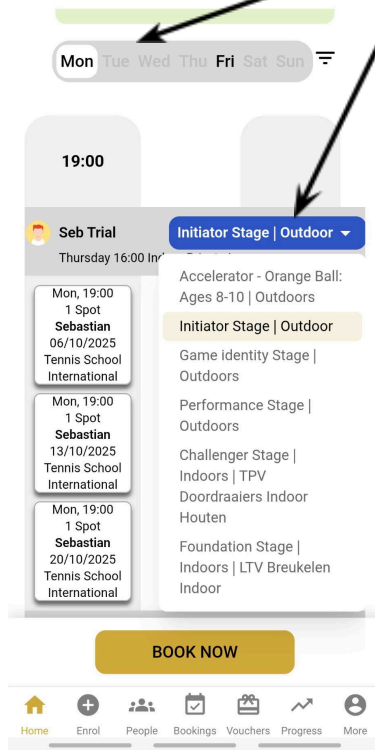 Mon Tue Wed Thu Fri Sat Sun
19:00
Seb Trial
Initiator Stage | Outdoor
Thursday 16:00
Accelerator - Orange Ball:
Ages 8-10 | Outdoors
Initiator Stage | Outdoor
Game identity Stage |
Outdoors
Performance Stage |
Outdoors
Challenger Stage |
Indoors | TPV
Doordraaiers Indoor
Houten
Foundation Stage |
Indoors | LTV Breukelen
Indoor
Mon, 19:00
1 Spot
Sebastian
06/10/2025
Tennis School
International
Mon, 19:00
1 Spot
Sebastian
13/10/2025
Tennis School
International
Mon, 19:00
1 Spot
Sebastian
20/10/2025
Tennis School
International
BOOK NOW
Home Enrol People Bookings Vouchers Progress More